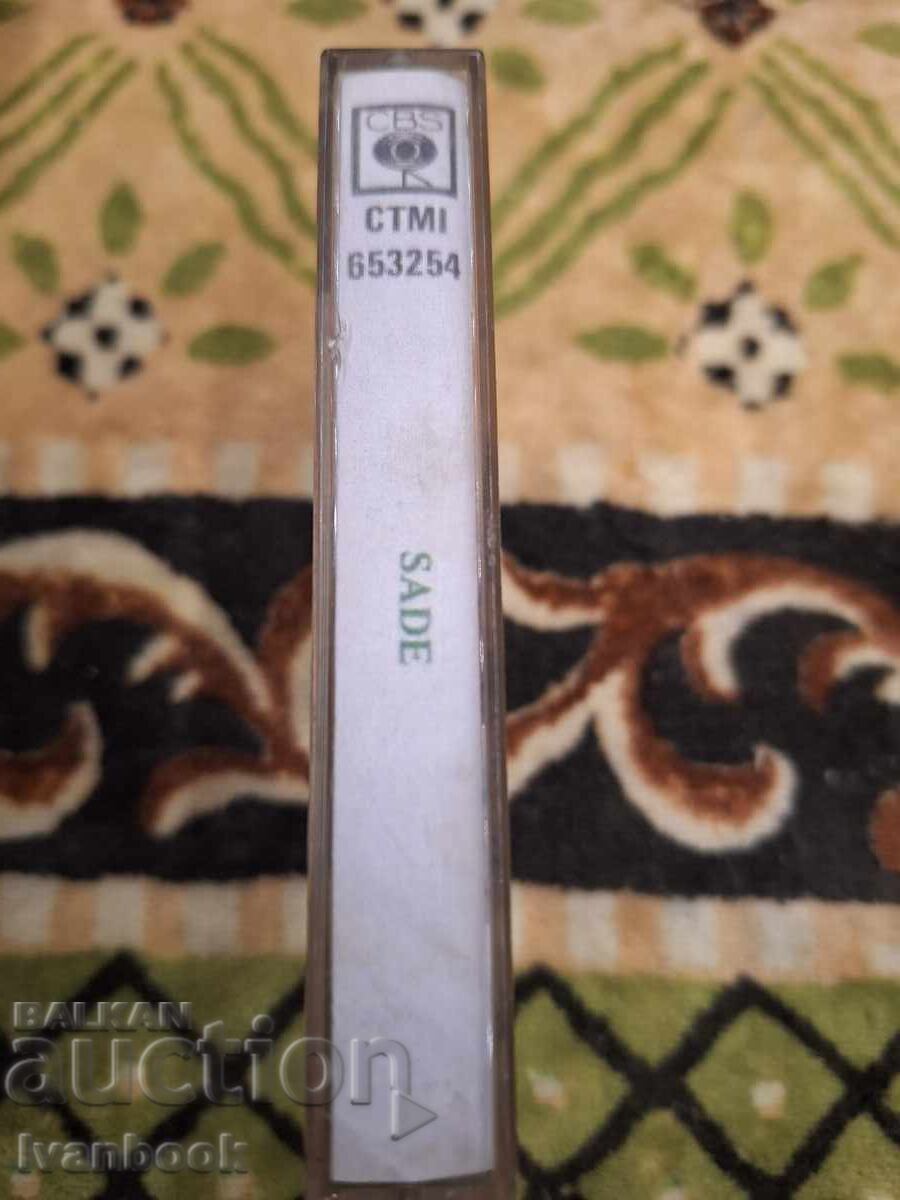 CBS
CTMI
653254
SADE
BALKAN
auction
Ivanbook